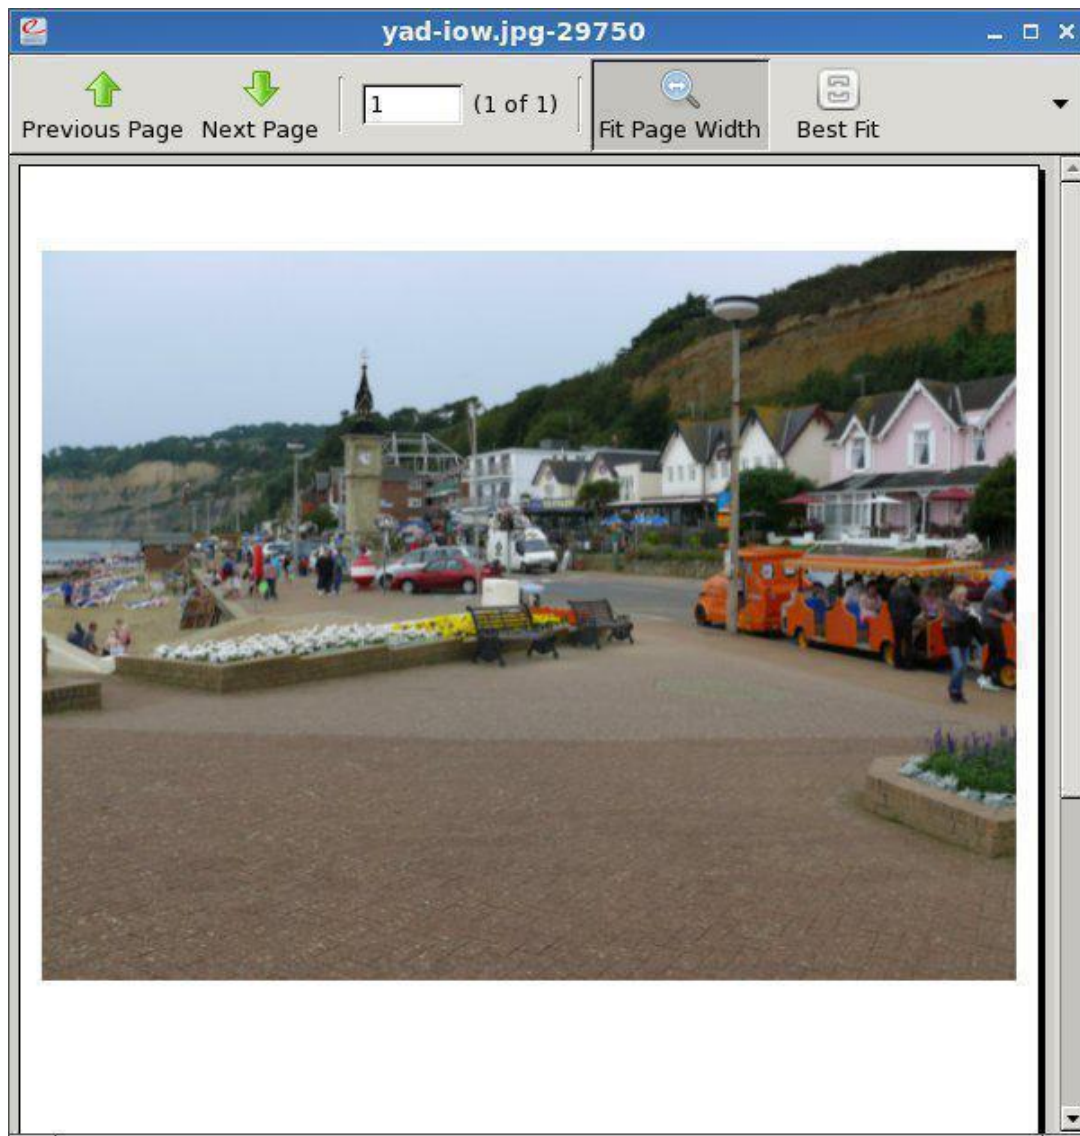 yad-iow.jpg-29750
1 (1 of 1)
Previous Page Next Page Fit Page Width Best Fit